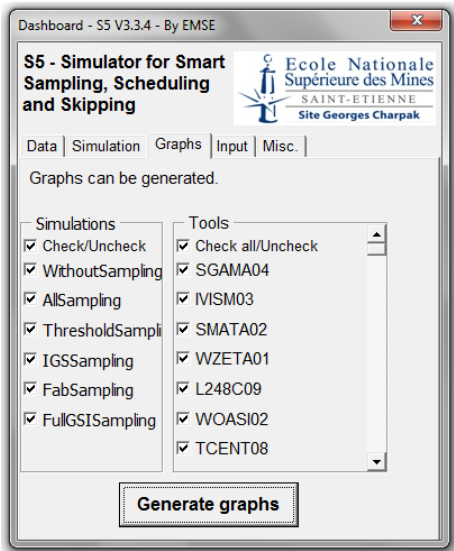 Dashboard - S5 V3.3.4 - By EMSE
S5 - Simulator for Smart
Sampling, Scheduling
and Skipping
Ecole Nationale
Supérieure des Mines
SAINT-ETIENNE
Site Georges Charpak
Data | Simulation | Graphs | Input | Misc. |
Graphs can be generated.
Simulations
Check/Uncheck
WithoutSampling
AllSampling
ThresholdSampli
IGSSampling
FabSampling
FullGSISampling
Tools
Check all/Uncheck
SGAMA04
IVISM03
SMATA02
WZETA01
L248C09
WOASI02
TCENT08
Generate graphs